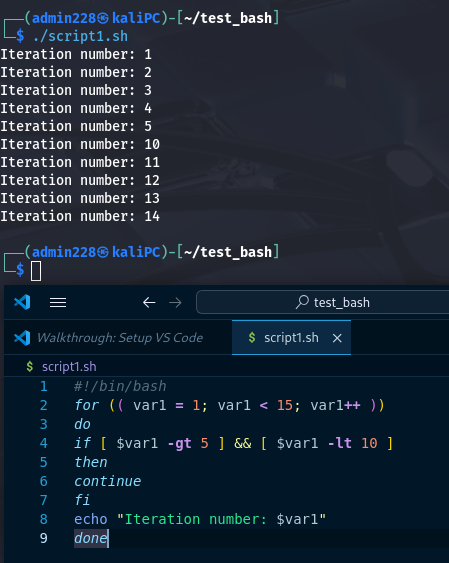 (admin228㉿kaliPC)-[~/test_bash]
$ ./script1.sh
Iteration number: 1
Iteration number: 2
Iteration number: 3
Iteration number: 4
Iteration number: 5
Iteration number: 10
Iteration number: 11
Iteration number: 12
Iteration number: 13
Iteration number: 14
(admin228㉿kaliPC)-[~/test_bash]
$
test_bash
Walkthrough: Setup VS Code $ script1.sh
$ script1.sh
1 #!/bin/bash
2 for (( var1 = 1; var1 < 15; var1++ ))
3 do
4 if [ $var1 -gt 5 ] && [ $var1 -lt 10 ]
5 then
6 continue
7 fi
8 echo "Iteration number: $var1"
9 done